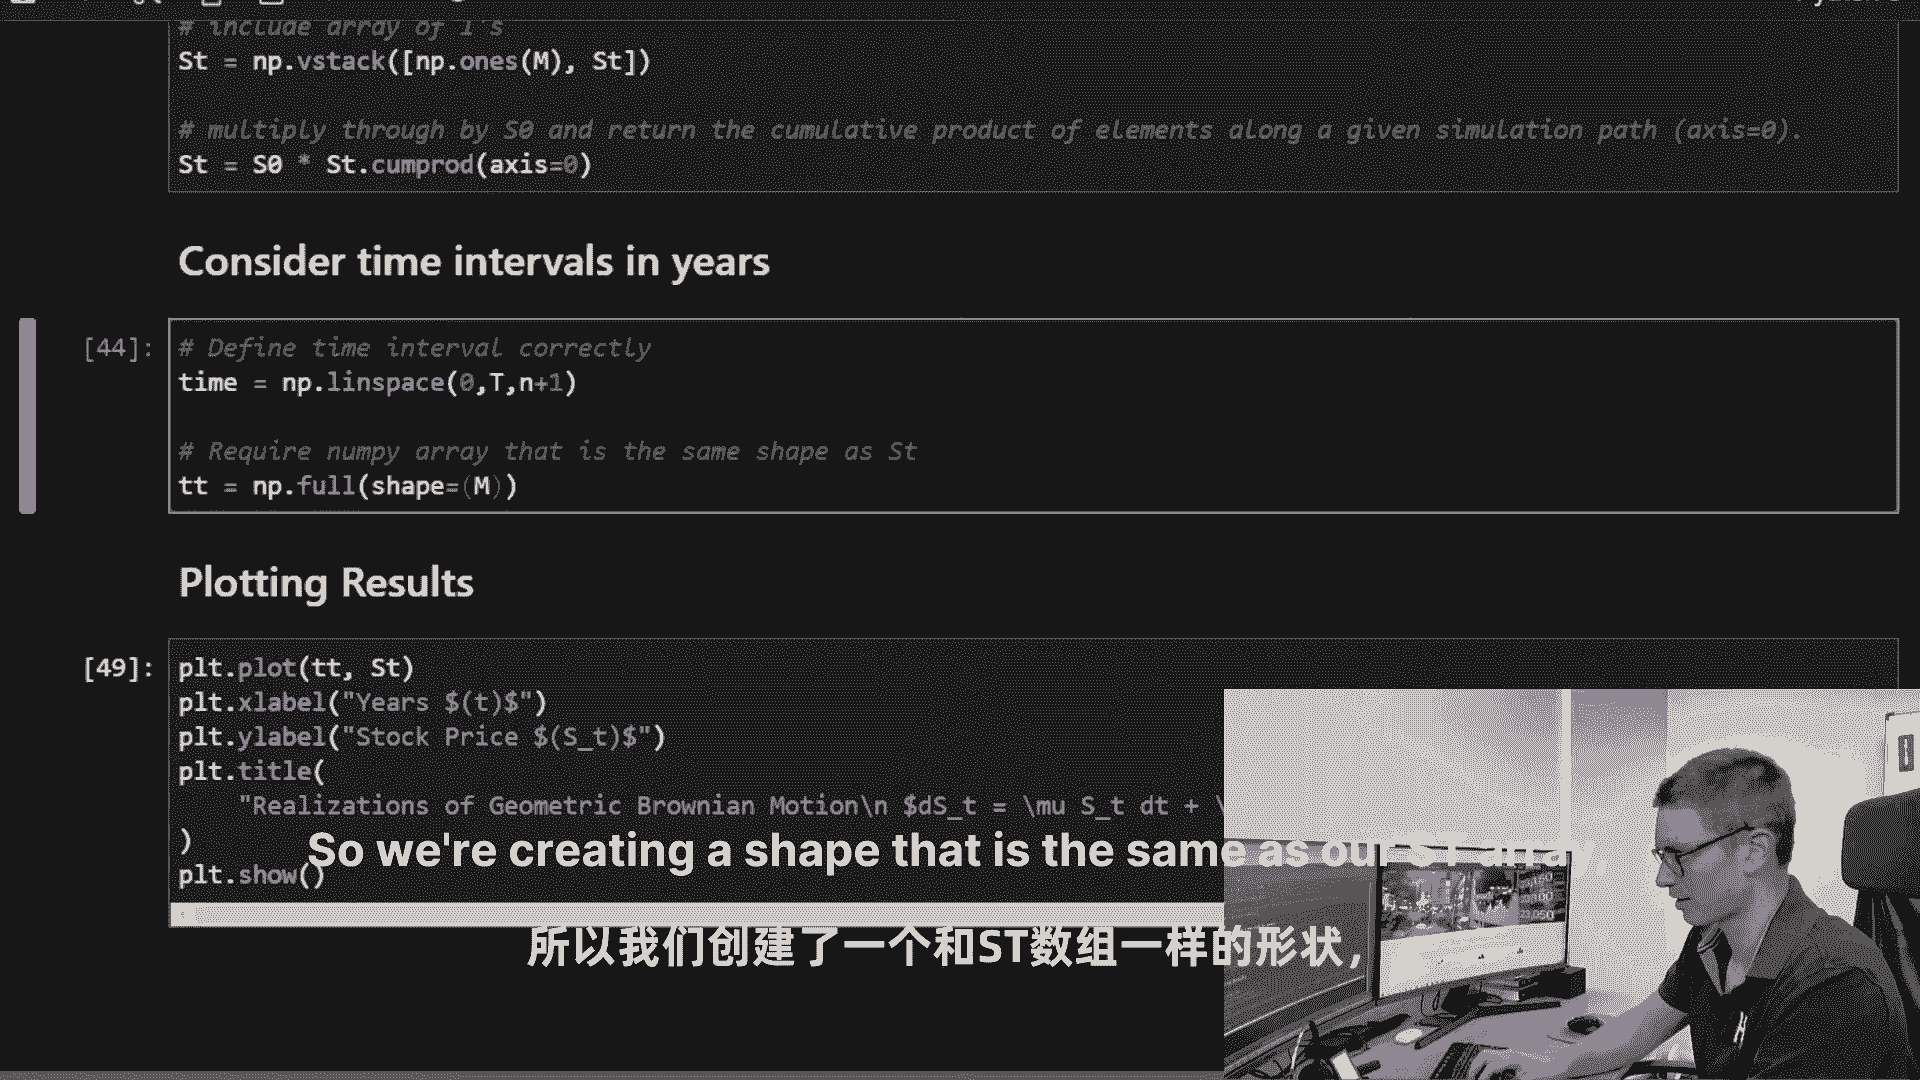 # include array of 1's
St = np.vstack([np.ones(M), St])
# multiply through by S0 and return the cumulative product of elements along a given simulation path (axis=0).
St = S0 * St.cumprod(axis=0)
Consider time intervals in years
[44]:
# Define time interval correctly
time = np.linspace(0,T,n+1)
# Require numpy array that is the same shape as St
tt = np.full(shape=(M))
Plotting Results
[49]:
plt.plot(tt, St)
plt.xlabel("Years $(t)$")
plt.ylabel("Stock Price $(S_t)$")
plt.title(
"Realizations of Geometric Brownian Motion\n $dS_t = \mu S_t dt + \
)
So we're creating a shape that is the same as our ST array,
plt.show()
所以我们创建了一个和ST数组一样的形状，